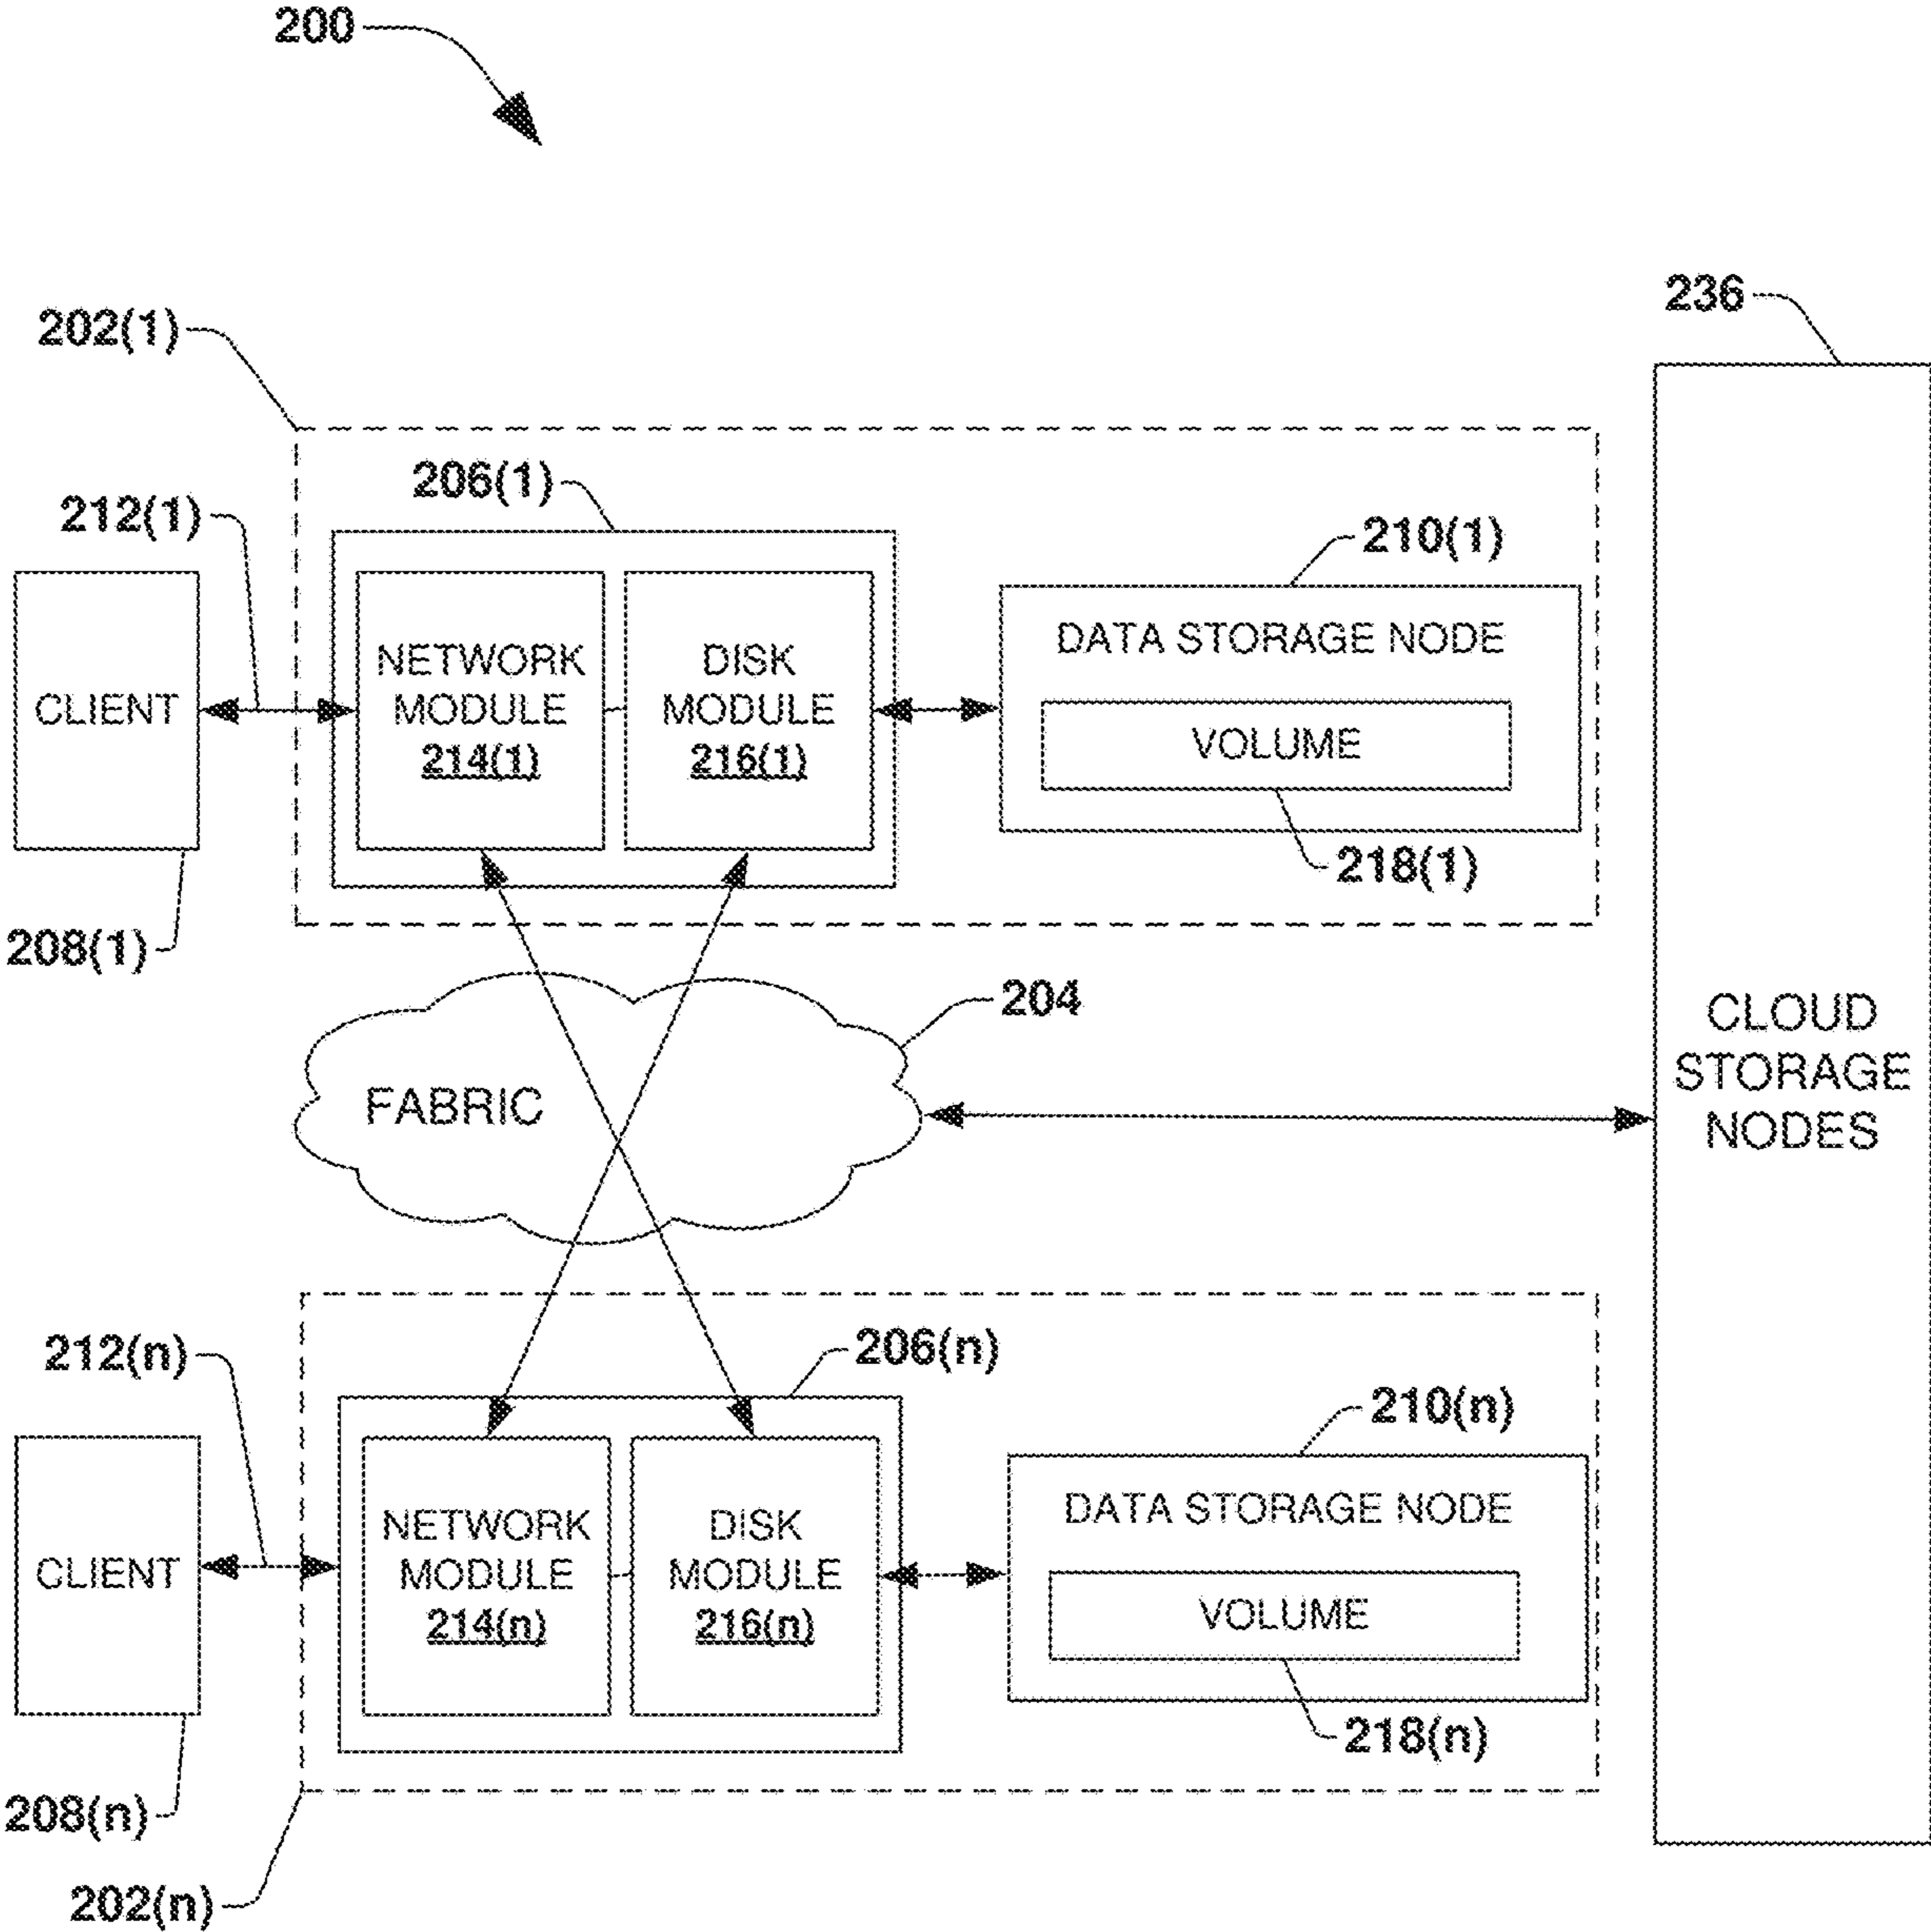 200
236
202(1)
206(1)
212(1)
210(1)
CLIENT
NETWORK
MODULE
214(1)
DISK
MODULE
216(1)
DATA STORAGE NODE
VOLUME
218(1)
208(1)
204
FABRIC
CLOUD
STORAGE
NODES
212(n)
206(n)
210(n)
CLIENT
NETWORK
MODULE
214(n)
DISK
MODULE
216(n)
DATA STORAGE NODE
VOLUME
218(n)
208(n)
202(n)